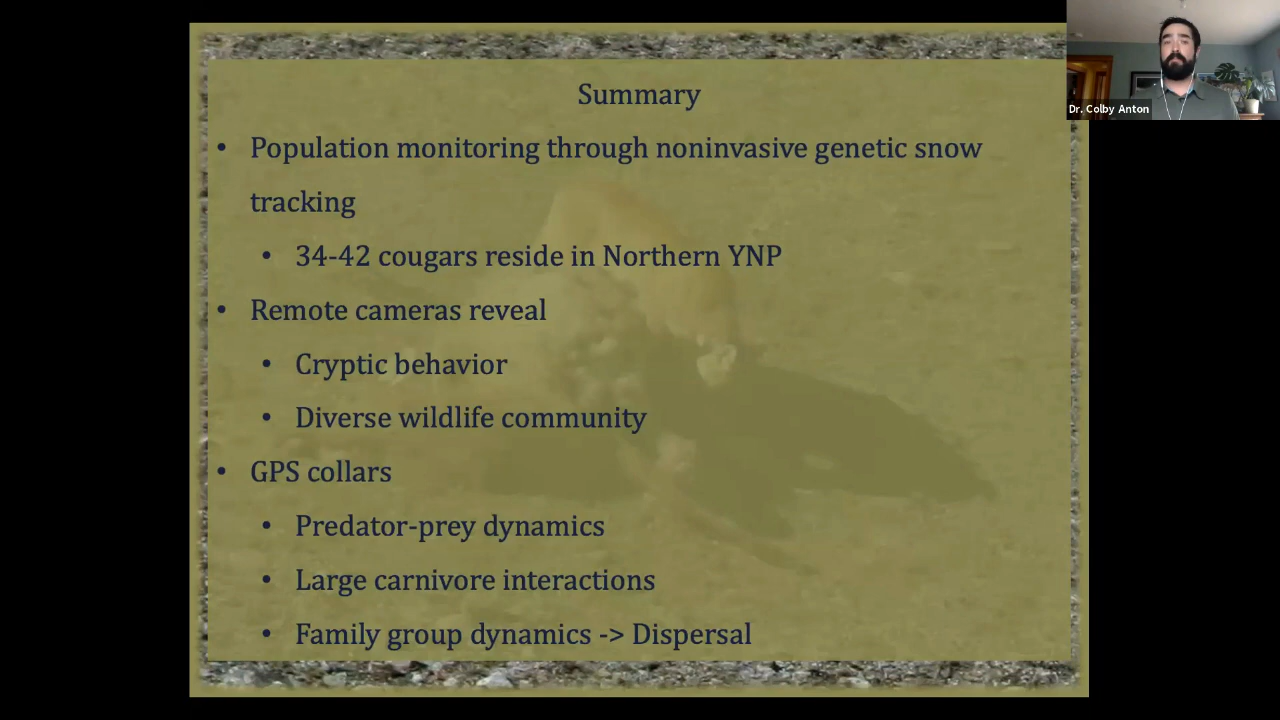 Summary
• Population monitoring through noninvasive genetic snow
tracking
• 34-42 cougars reside in Northern YNP
• Remote cameras reveal
• Cryptic behavior
• Diverse wildlife community
• GPS collars
• Predator-prey dynamics
• Large carnivore interactions
• Family group dynamics -> Dispersal
Dr. Colby Anton